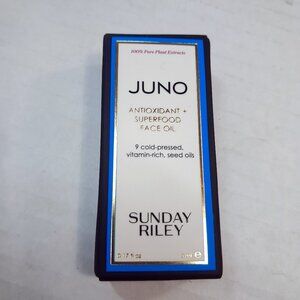 100% Pure Plant Extracts
JUNO
ANTIOXIDANT +
SUPERFOOD
FACE OIL
9 cold-pressed,
vitamin-rich, seed oils
SUNDAY
RILEY